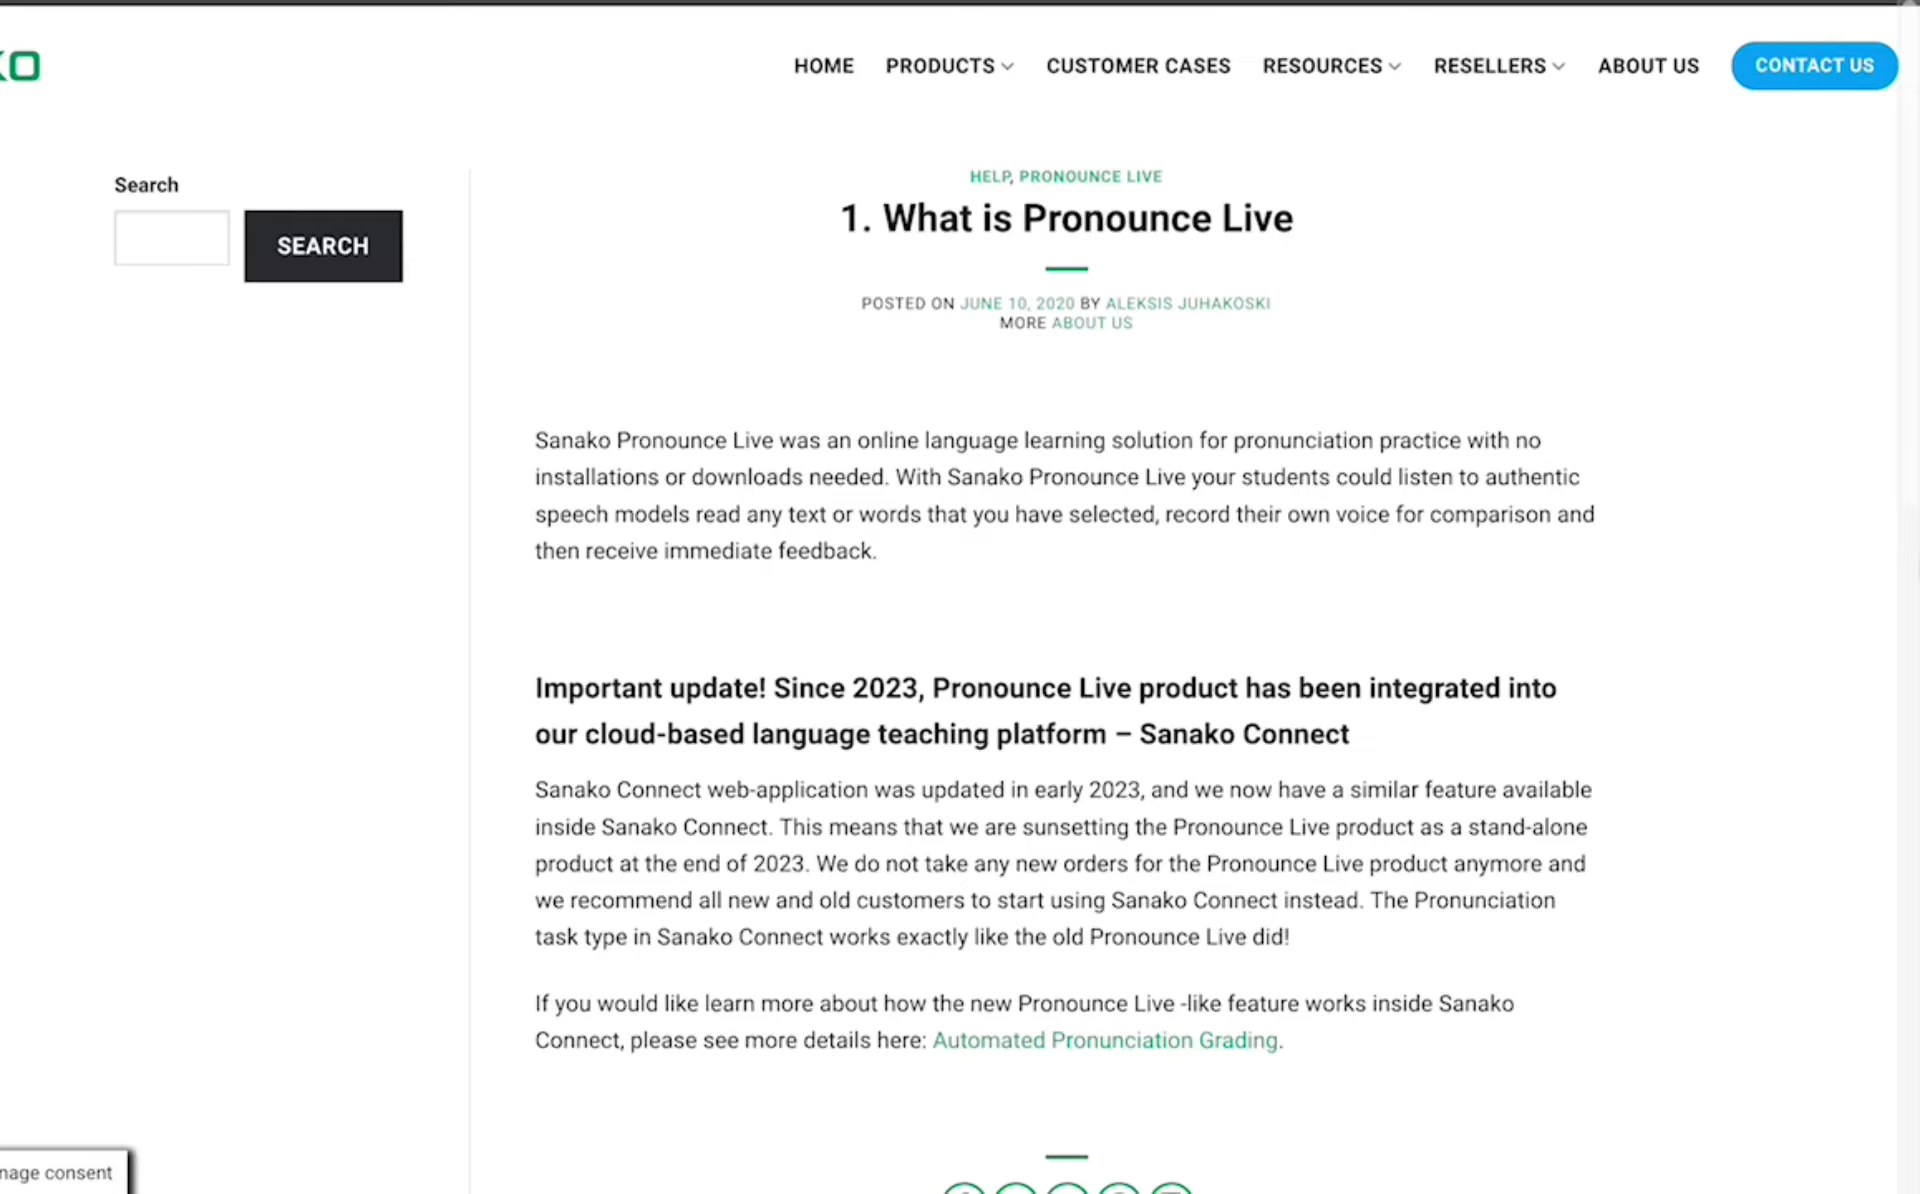 HOME PRODUCTS CUSTOMER CASES RESOURCES RESELLERS ABOUT US CONTACT US
Search
SEARCH
HELP, PRONOUNCE LIVE
1. What is Pronounce Live
POSTED ON JUNE 10, 2020 BY ALEKSIS JUHAKOSKI
MORE ABOUT US
Sanako Pronounce Live was an online language learning solution for pronunciation practice with no
installations or downloads needed. With Sanako Pronounce Live your students could listen to authentic
speech models read any text or words that you have selected, record their own voice for comparison and
then receive immediate feedback.
Important update! Since 2023, Pronounce Live product has been integrated into
our cloud-based language teaching platform – Sanako Connect
Sanako Connect web-application was updated in early 2023, and we now have a similar feature available
inside Sanako Connect. This means that we are sunsetting the Pronounce Live product as a stand-alone
product at the end of 2023. We do not take any new orders for the Pronounce Live product anymore and
we recommend all new and old customers to start using Sanako Connect instead. The Pronunciation
task type in Sanako Connect works exactly like the old Pronounce Live did!
If you would like learn more about how the new Pronounce Live -like feature works inside Sanako
Connect, please see more details here: Automated Pronunciation Grading.
nage consent